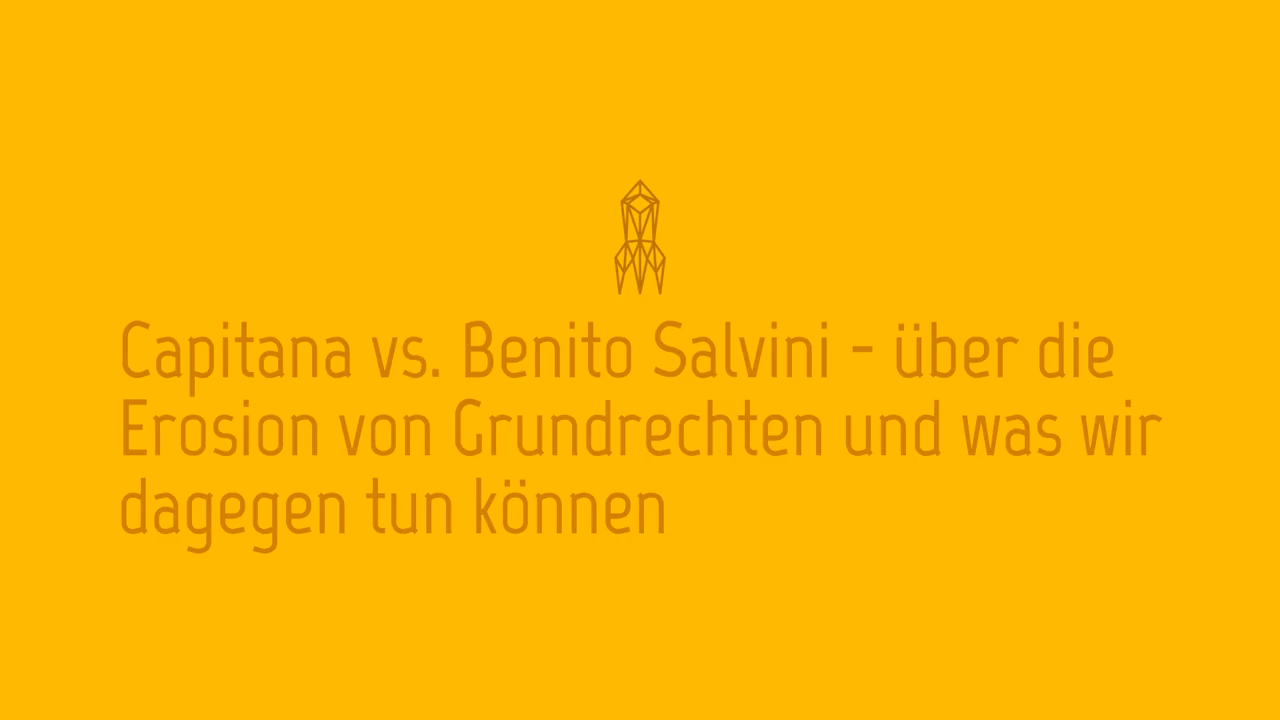 Capitana vs. Benito Salvini - über die
Erosion von Grundrechten und was wir
dagegen tun können